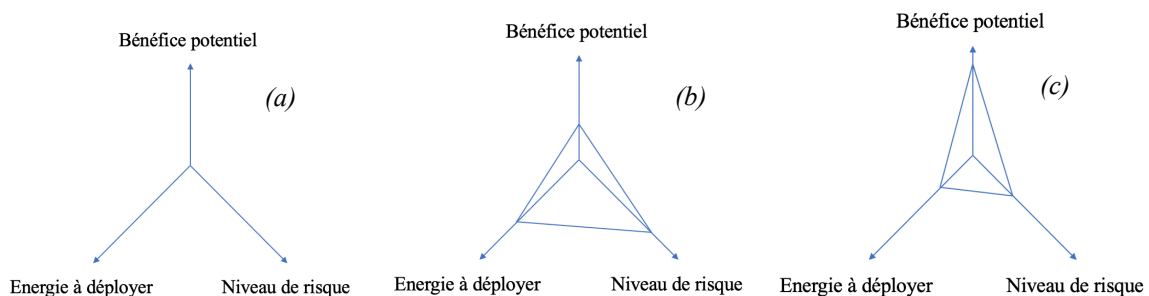 Bénéfice potentiel
(a)
Energie à déployer
Niveau de risque
Bénéfice potentiel
(b)
Energie à déployer
Niveau de risque
Bénéfice potentiel
(c)
Energie à déployer
Niveau de risque